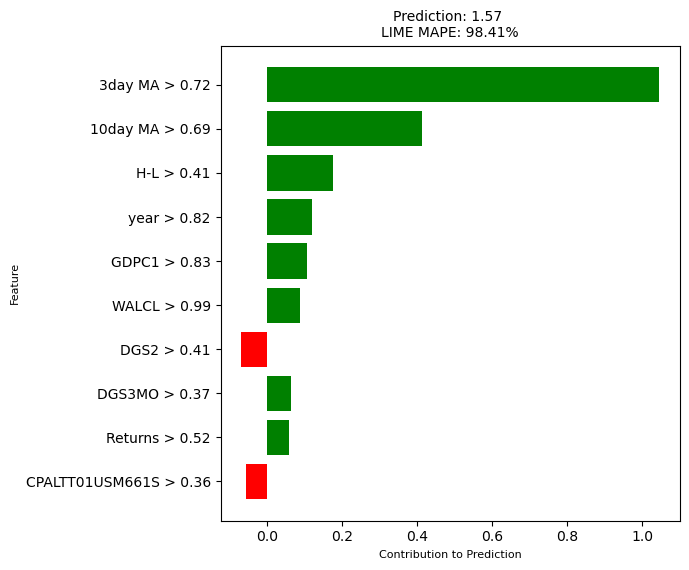 Prediction: 1.57
LIME MAPE: 98.41%
Feature
3day MA > 0.72
10day MA > 0.69
H-L > 0.41
year > 0.82
GDPC1 > 0.83
WALCL > 0.99
DGS2 > 0.41
DGS3MO > 0.37
Returns > 0.52
CPALTT01USM661S > 0.36
0.0 0.2 0.4 0.6 0.8 1.0
Contribution to Prediction